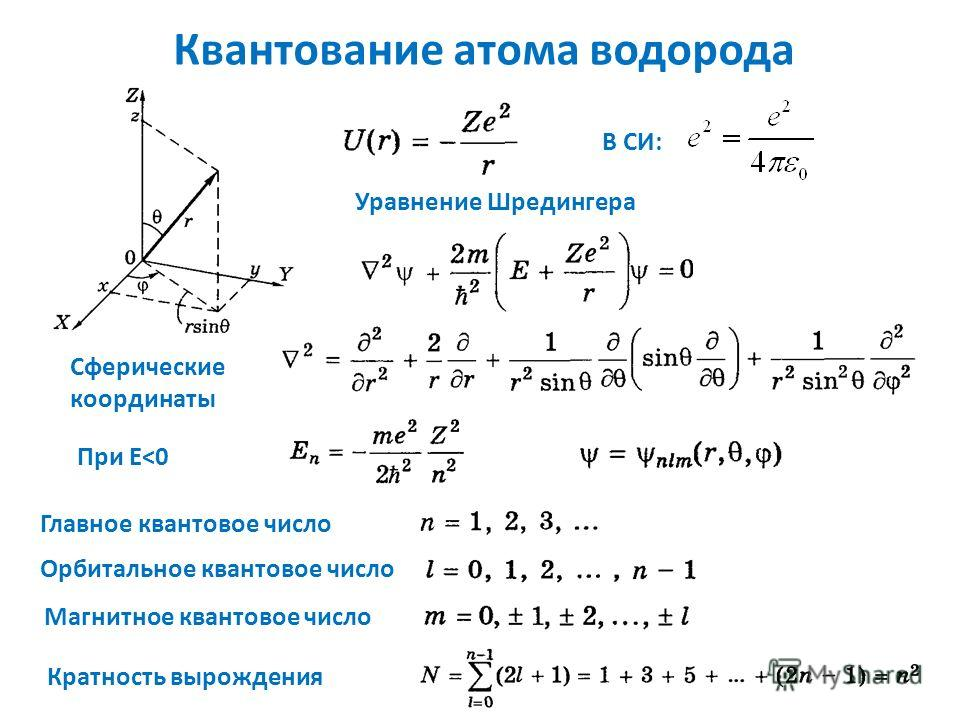 Квантование атома водорода
Z
z
θ
r
0
y
Y
x
φ
X
r sinθ
U(r) = -Ze²/r
В СИ:
e² = e²/4πε₀
Уравнение Шредингера
∇²ψ + 2m/ħ² (E + Ze²/r) ψ = 0
∇² = ∂²/∂r² + 2/r ∂/∂r + 1/(r² sin θ) ∂/∂θ (sinθ ∂/∂θ) + 1/(r² sin²θ) ∂²/∂φ²
Сферические
координаты
При E<0
Eₙ = - me²/2ħ² Z²/n²
ψ = ψₙₗₘ(r, θ, φ)
Главное квантовое число
n = 1, 2, 3, ...
Орбитальное квантовое число
l = 0, 1, 2, ... , n - 1
Магнитное квантовое число
m = 0, ± 1, ± 2, ..., ± l
Кратность вырождения
N = ∑ₗ₌₀ⁿ⁻¹ (2l + 1) = 1 + 3 + 5 + ... + (2n - 1) = n²
MyShared